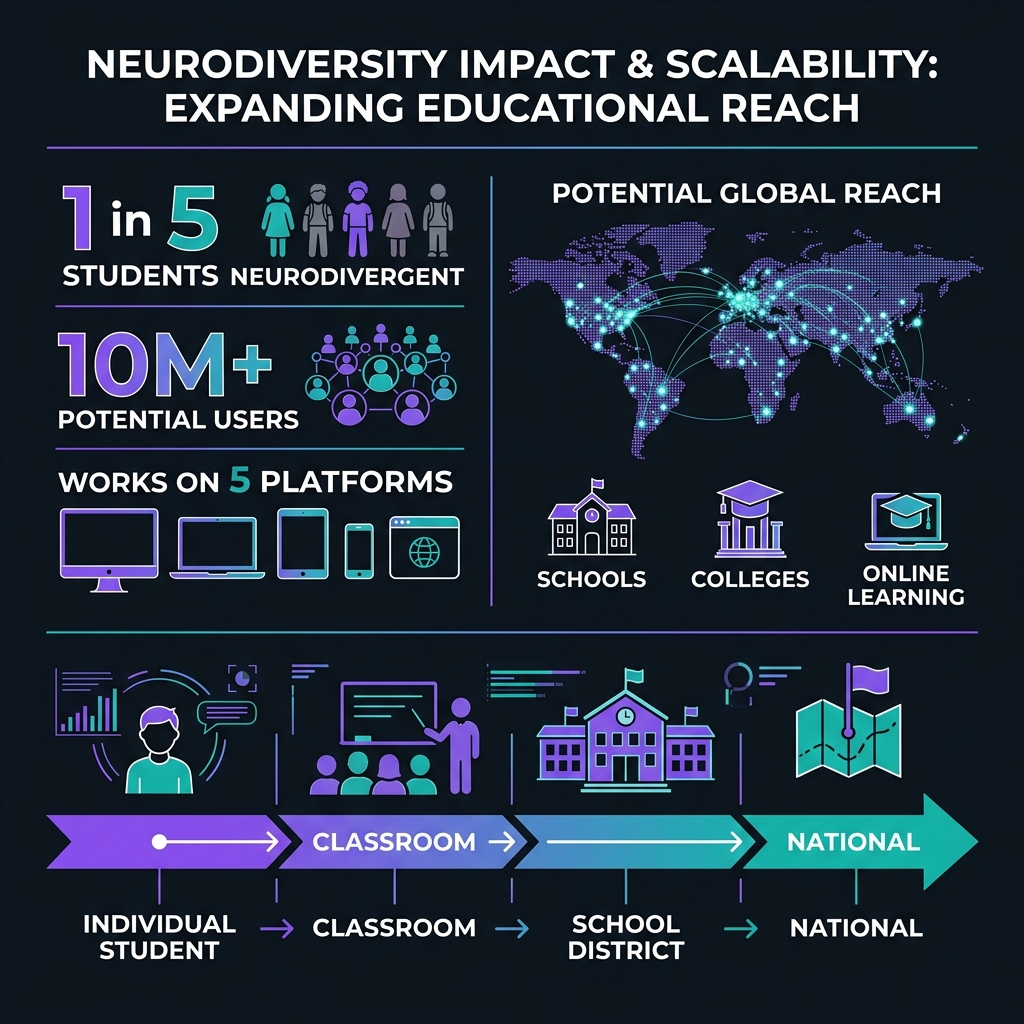 NEURODIVERSITY IMPACT & SCALABILITY:
EXPANDING EDUCATIONAL REACH
1 in 5
STUDENTS NEURODIVERGENT
10M+
POTENTIAL USERS
WORKS ON 5 PLATFORMS
POTENTIAL GLOBAL REACH
SCHOOLS
COLLEGES
ONLINE
LEARNING
CLASSROOM
NATIONAL
INDIVIDUAL
STUDENT
CLASSROOM
SCHOOL
DISTRICT
NATIONAL